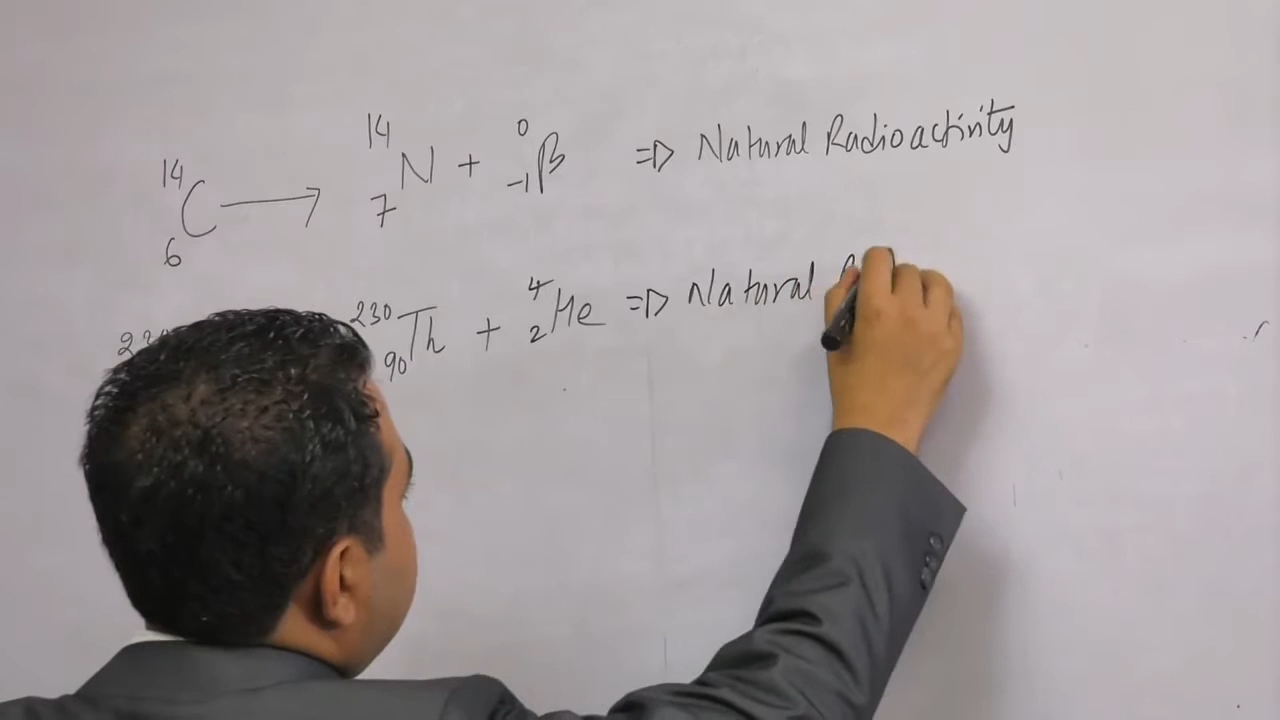 14 6 C → 14 7 N + 0 -1 β ⇒ Natural Radioactivity
230 90 Th + 4 2 He ⇒ Natural